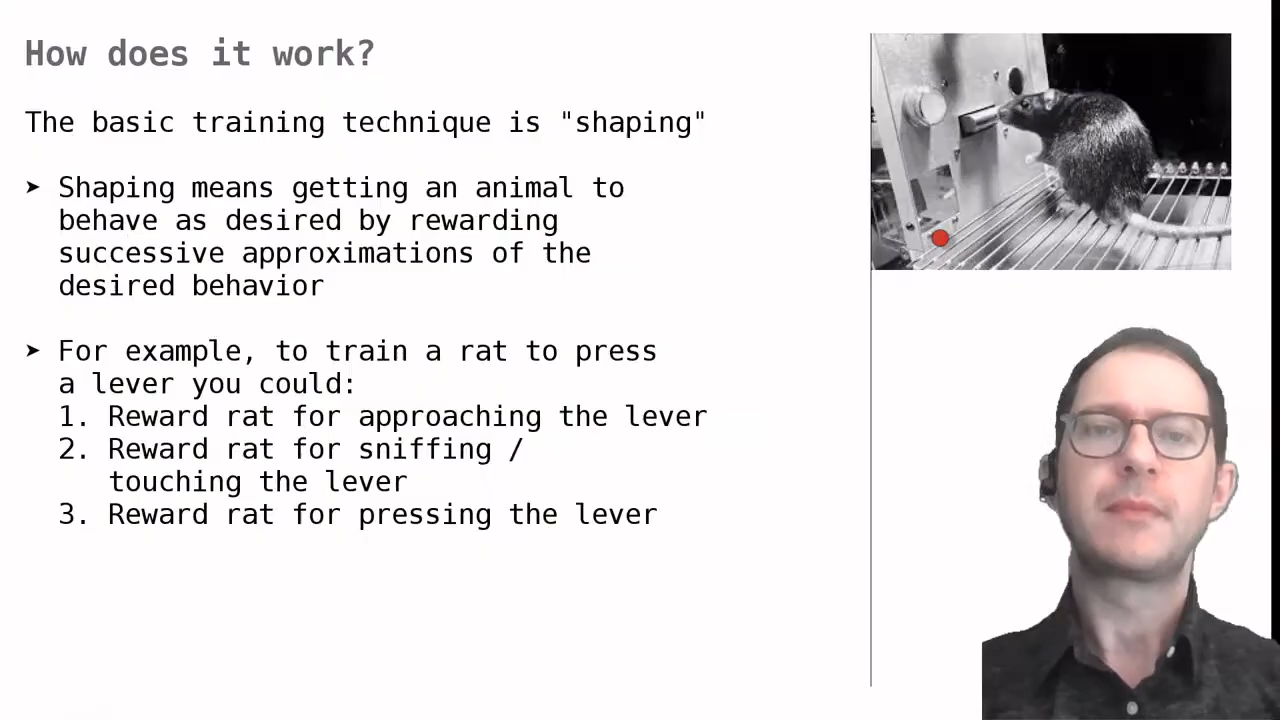 How does it work?
The basic training technique is "shaping"
➤ Shaping means getting an animal to
behave as desired by rewarding
successive approximations of the
desired behavior
➤ For example, to train a rat to press
a lever you could:
1. Reward rat for approaching the lever
2. Reward rat for sniffing /
touching the lever
3. Reward rat for pressing the lever